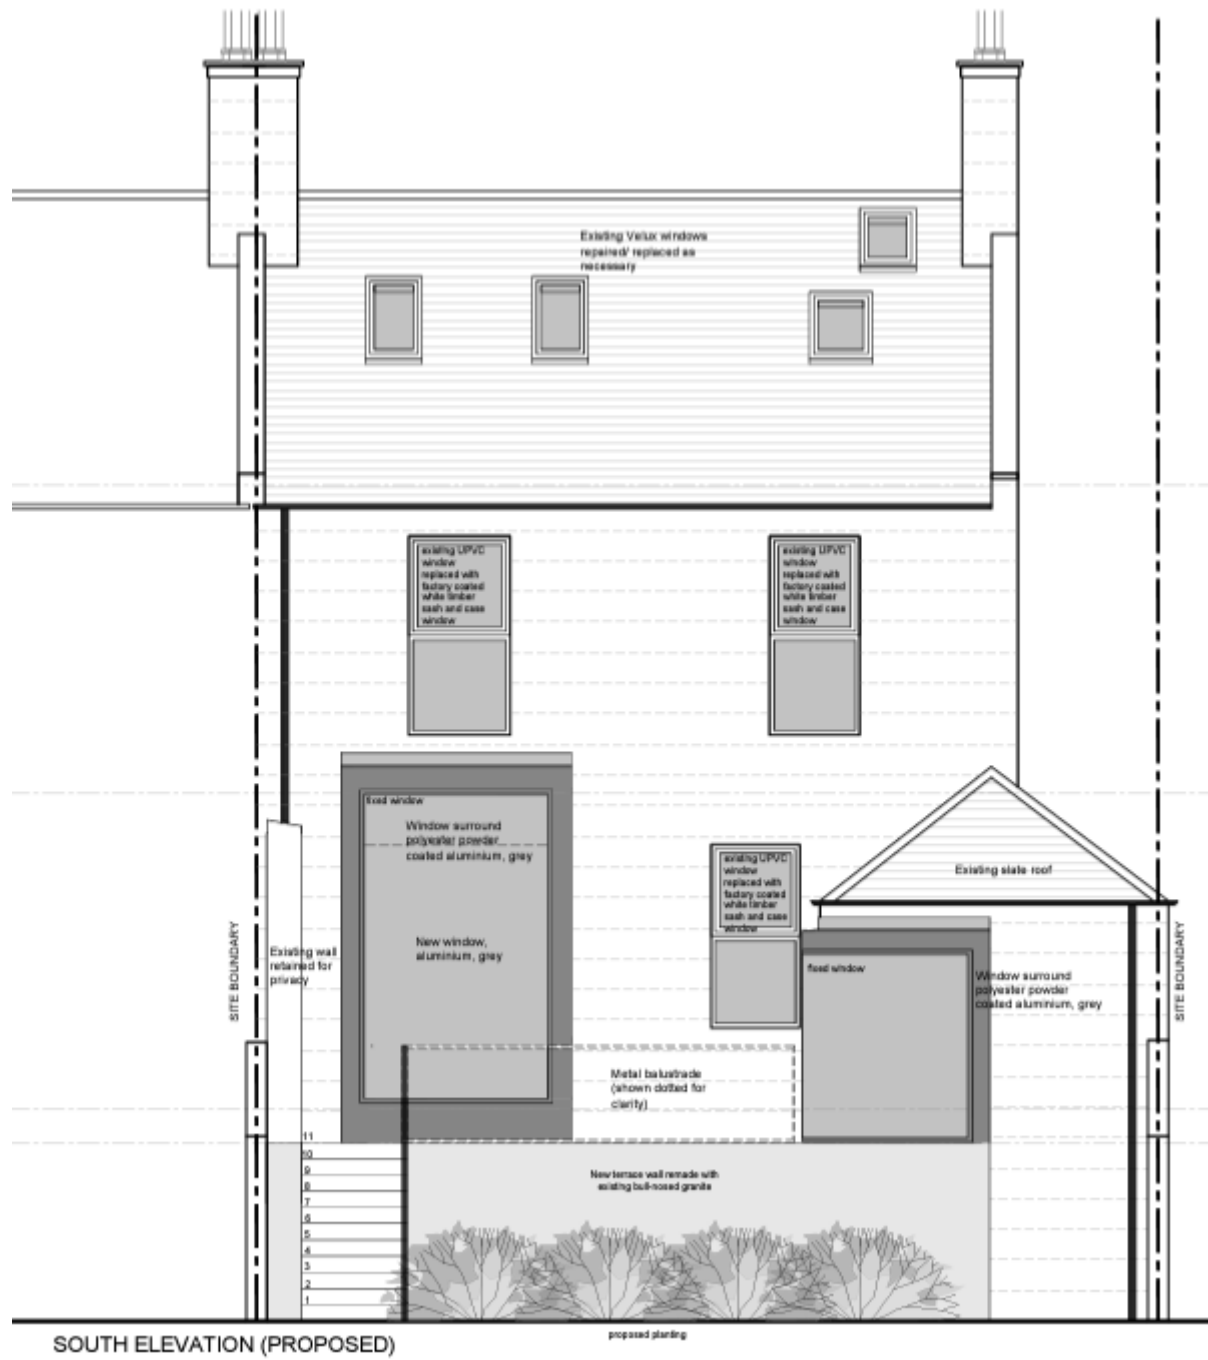 Existing Velux windows
repaired/ replaced as
necessary
existing UPVC
window
replaced with
factory coated
white timber
sash and case
window
existing UPVC
window
replaced with
factory coated
white timber
sash and case
window
fixed window
Window surround
polyester powder
coated aluminium, grey
New window,
aluminium, grey
existing UPVC
window
replaced with
factory coated
white timber
sash and case
window
Existing slate roof
fixed window
Window surround
polyester powder
coated aluminium, grey
SITE BOUNDARY
Existing wall
retained for
privacy
SITE BOUNDARY
Metal balustrade
(shown dotted for
clarity)
New terrace wall remade with
existing bull-nosed granite
11
10
9
8
7
6
5
4
3
2
1
proposed planting
SOUTH ELEVATION (PROPOSED)